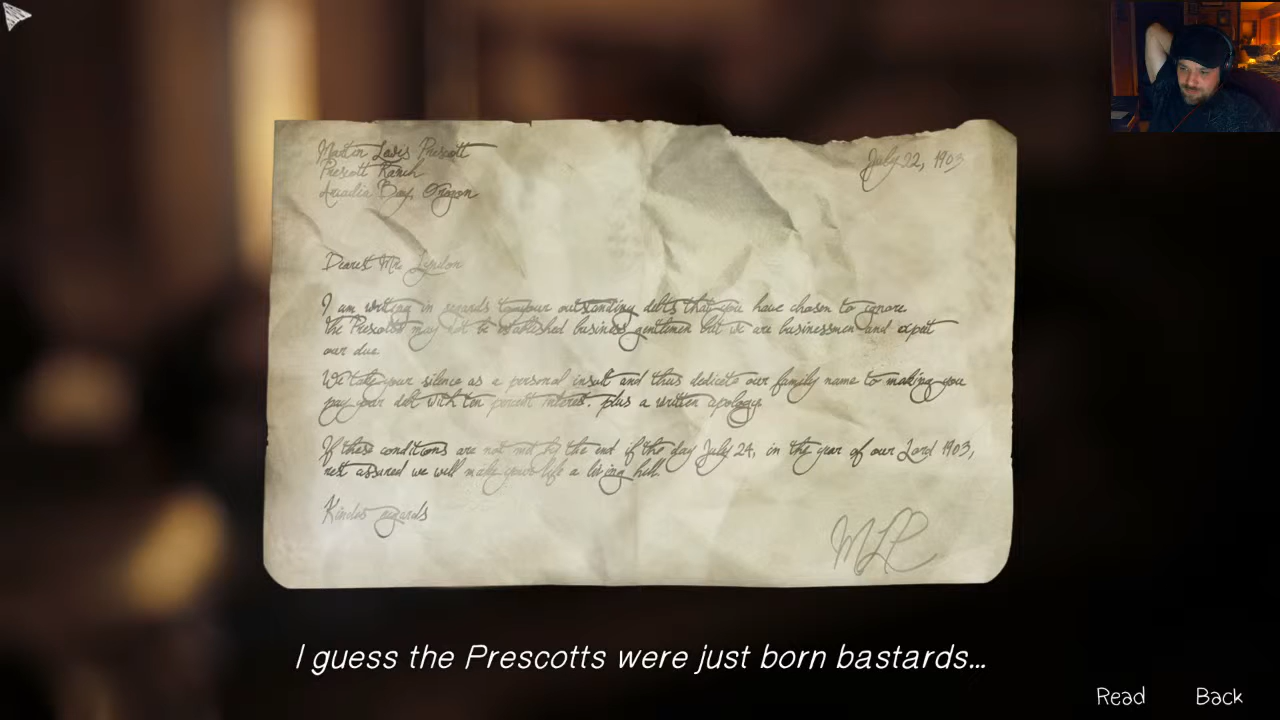 Martin Lewis Prescott
July 22, 1903
Prescott Ranch
Arcadia Bay, Oregon
Dearest Mr. Lyndon
I am writing in regards to your outstanding debts that you have chosen to ignore.
The Prescotts may not be established business gentlemen but we are businessmen and expect
our due.
We take your silence as a personal insult and thus dedicate our family name to making you
pay your debt with ten percent interest, plus a written apology.
If these conditions are not met by the end if the day July 24, in the year of our Lord 1903,
rest assured we will make your life a living hell.
Kindest regards
MLP
I guess the Prescotts were just born bastards...
Read Back